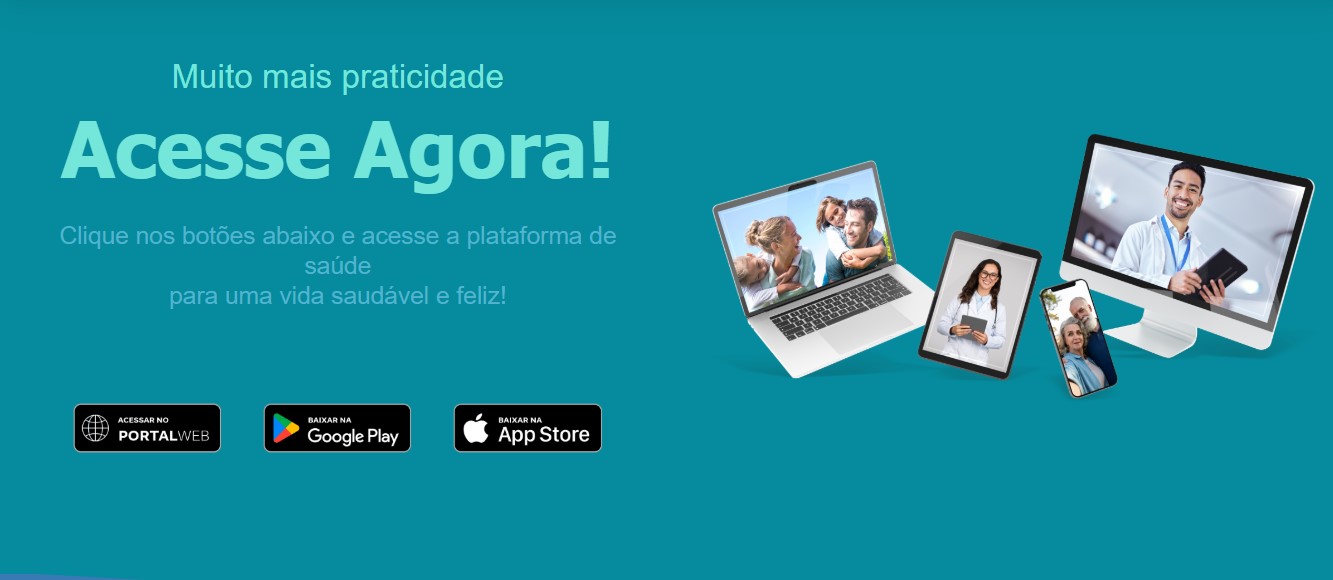 Muito mais praticidade
Acesse Agora!
Clique nns botões abaixo e acesse a plataforma de
saúde
para uma vida saudável e feliz!
ACESSAR NO
PORTALWEB
BAIXAR NA
Google Play
BAIXAR NA
App Store